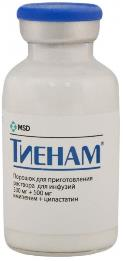 MSD
ТИЕНАМ®
Порошок для приготовления
раствора для инфузий
500 мг + 500 мг
имипенем + циластатин